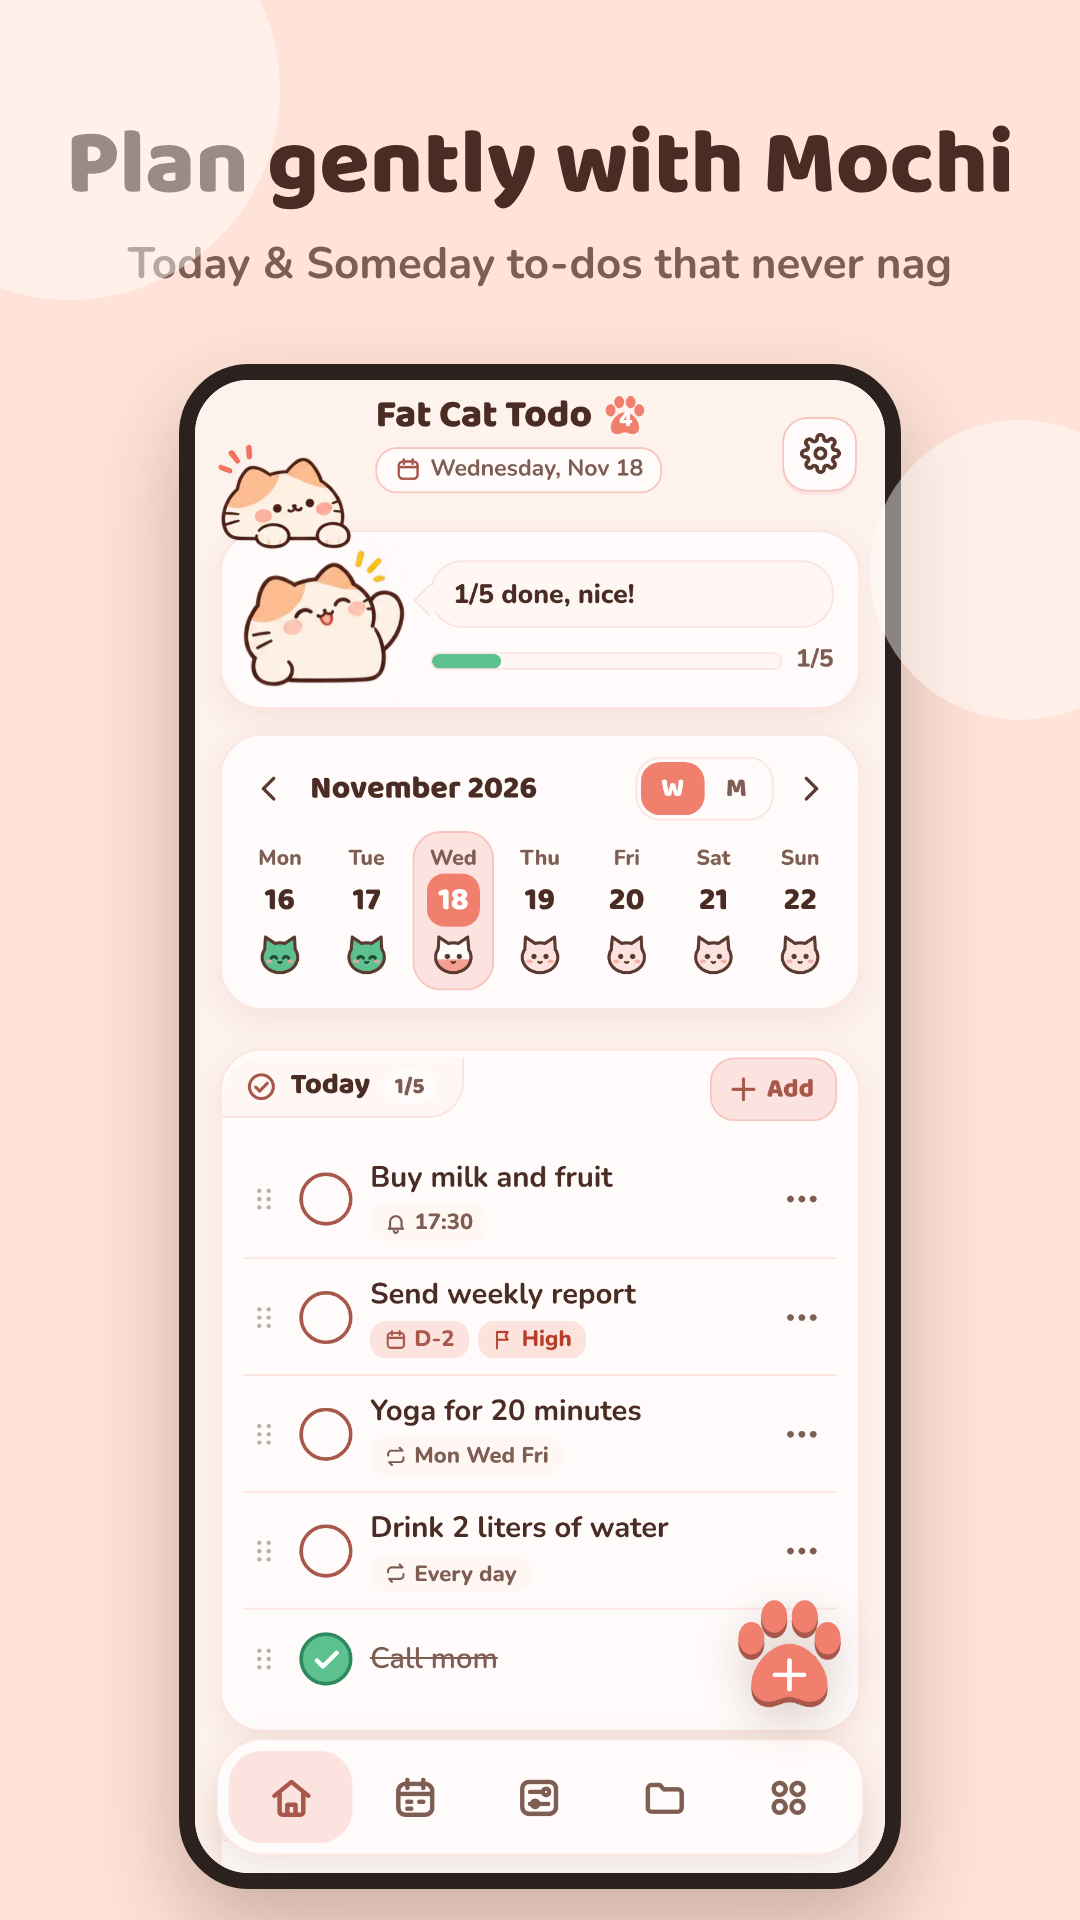 Plan gently with Mochi
Today & Someday to-dos that never nag
Fat Cat Todo 4
Wednesday, Nov 18
1/5 done, nice!
1/5
November 2026 W M
Mon Tue Wed Thu Fri Sat Sun
16 17 18 19 20 21 22
Today 1/5 + Add
Buy milk and fruit
17:30
Send weekly report
D-2 High
Yoga for 20 minutes
Mon Wed Fri
Drink 2 liters of water
Every day
Call mom